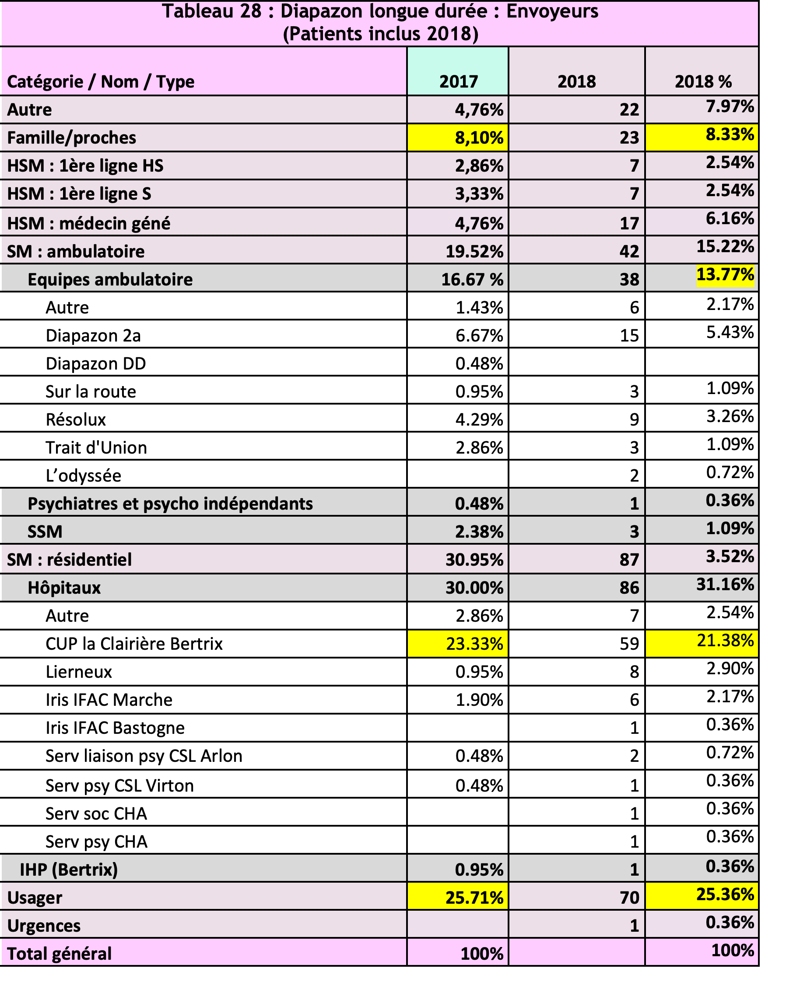 Tableau 28 : Diapazon longue durée : Envoyeurs
(Patients inclus 2018)
Catégorie / Nom / Type 2017 2018 2018 %
Autre 4,76% 22 7.97%
Famille/proches 8,10% 23 8.33%
HSM : 1ère ligne HS 2,86% 7 2.54%
HSM : 1ère ligne S 3,33% 7 2.54%
HSM : médecin géné 4,76% 17 6.16%
SM : ambulatoire 19.52% 42 15.22%
Equipes ambulatoire 16.67 % 38 13.77%
Autre 1.43% 6 2.17%
Diapazon 2a 6.67% 15 5.43%
Diapazon DD 0.48%
Sur la route 0.95% 3 1.09%
Résolux 4.29% 9 3.26%
Trait d'Union 2.86% 3 1.09%
L’odyssée 2 0.72%
Psychiatres et psycho indépendants 0.48% 1 0.36%
SSM 2.38% 3 1.09%
SM : résidentiel 30.95% 87 3.52%
Hôpitaux 30.00% 86 31.16%
Autre 2.86% 7 2.54%
CUP la Clairière Bertrix 23.33% 59 21.38%
Lierneux 0.95% 8 2.90%
Iris IFAC Marche 1.90% 6 2.17%
Iris IFAC Bastogne 1 0.36%
Serv liaison psy CSL Arlon 0.48% 2 0.72%
Serv psy CSL Virton 0.48% 1 0.36%
Serv soc CHA 1 0.36%
Serv psy CHA 1 0.36%
IHP (Bertrix) 0.95% 1 0.36%
Usager 25.71% 70 25.36%
Urgences 1 0.36%
Total général 100% 100%